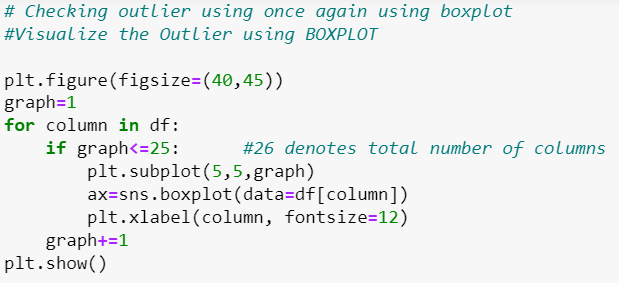 # Checking outlier using once again using boxplot
#Visualize the Outlier using BOXPLOT
plt.figure(figsize=(40,45))
graph=1
for column in df:
    if graph<=25:        #26 denotes total number of columns
        plt.subplot(5,5,graph)
        ax=sns.boxplot(data=df[column])
        plt.xlabel(column, fontsize=12)
    graph+=1
plt.show()